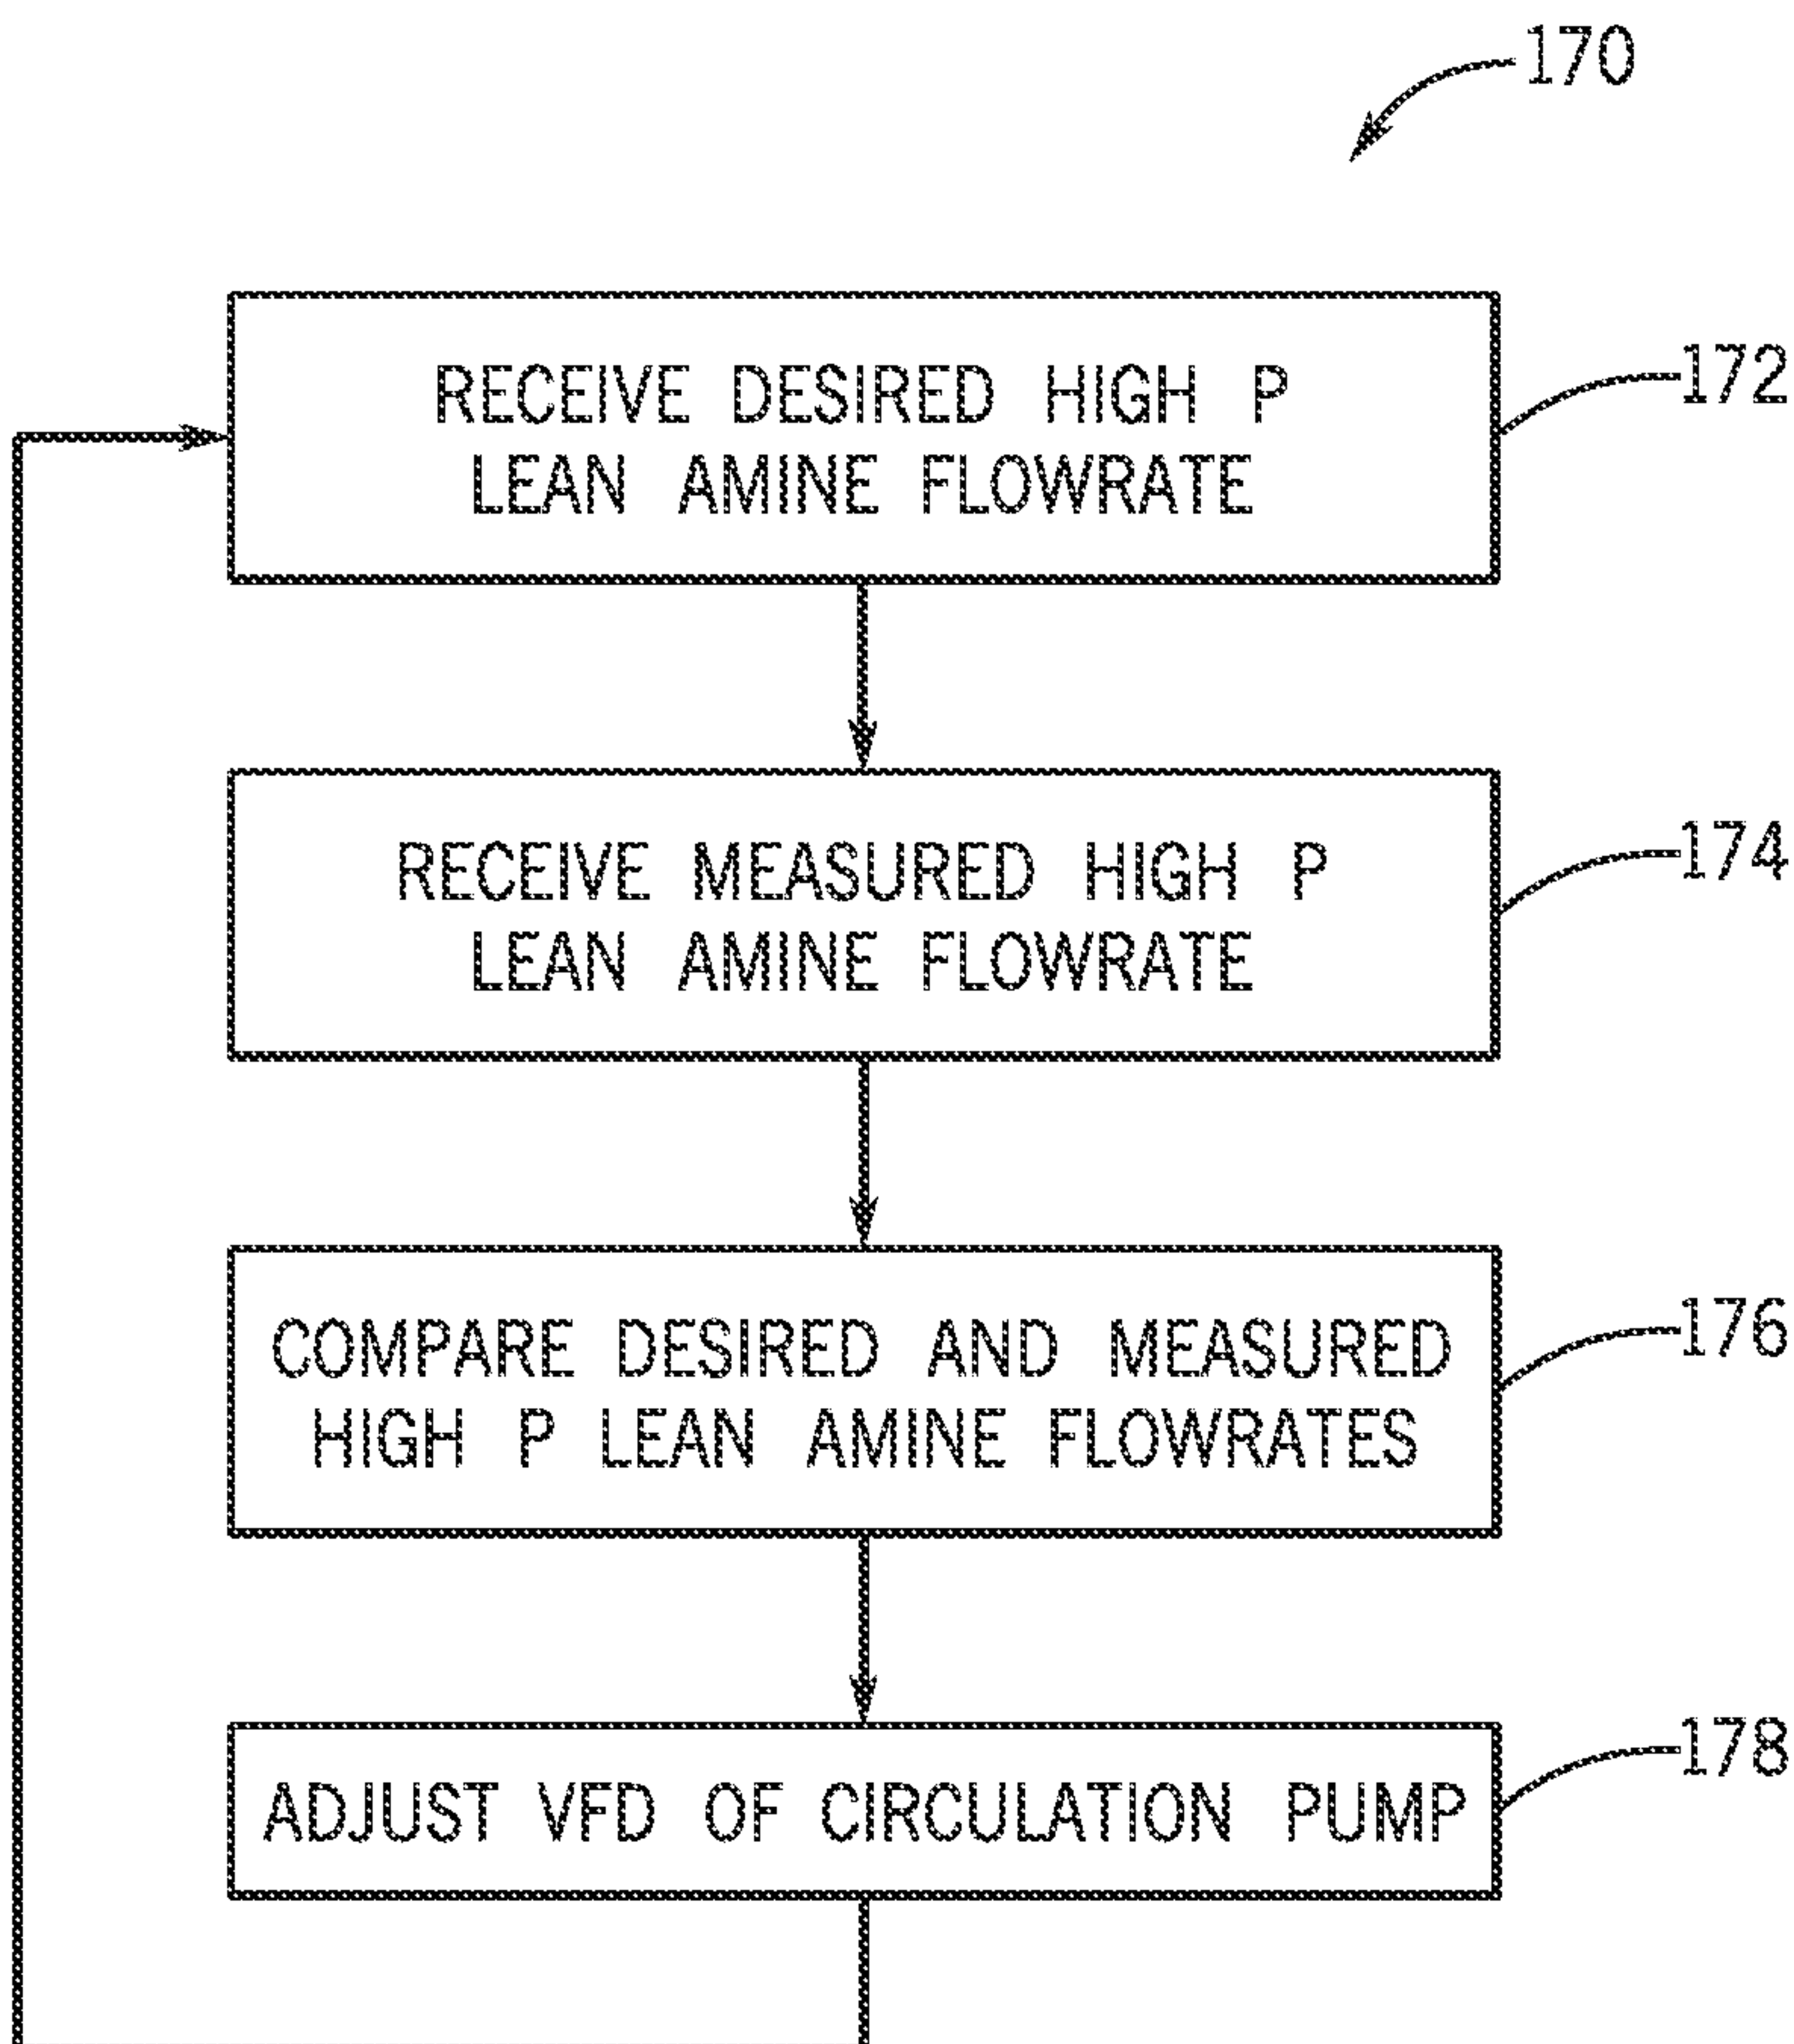 170
RECEIVE DESIRED HIGH P
LEAN AMINE FLOWRATE
172
RECEIVE MEASURED HIGH P
LEAN AMINE FLOWRATE
174
COMPARE DESIRED AND MEASURED
HIGH P LEAN AMINE FLOWRATES
176
ADJUST VFD OF CIRCULATION PUMP
178